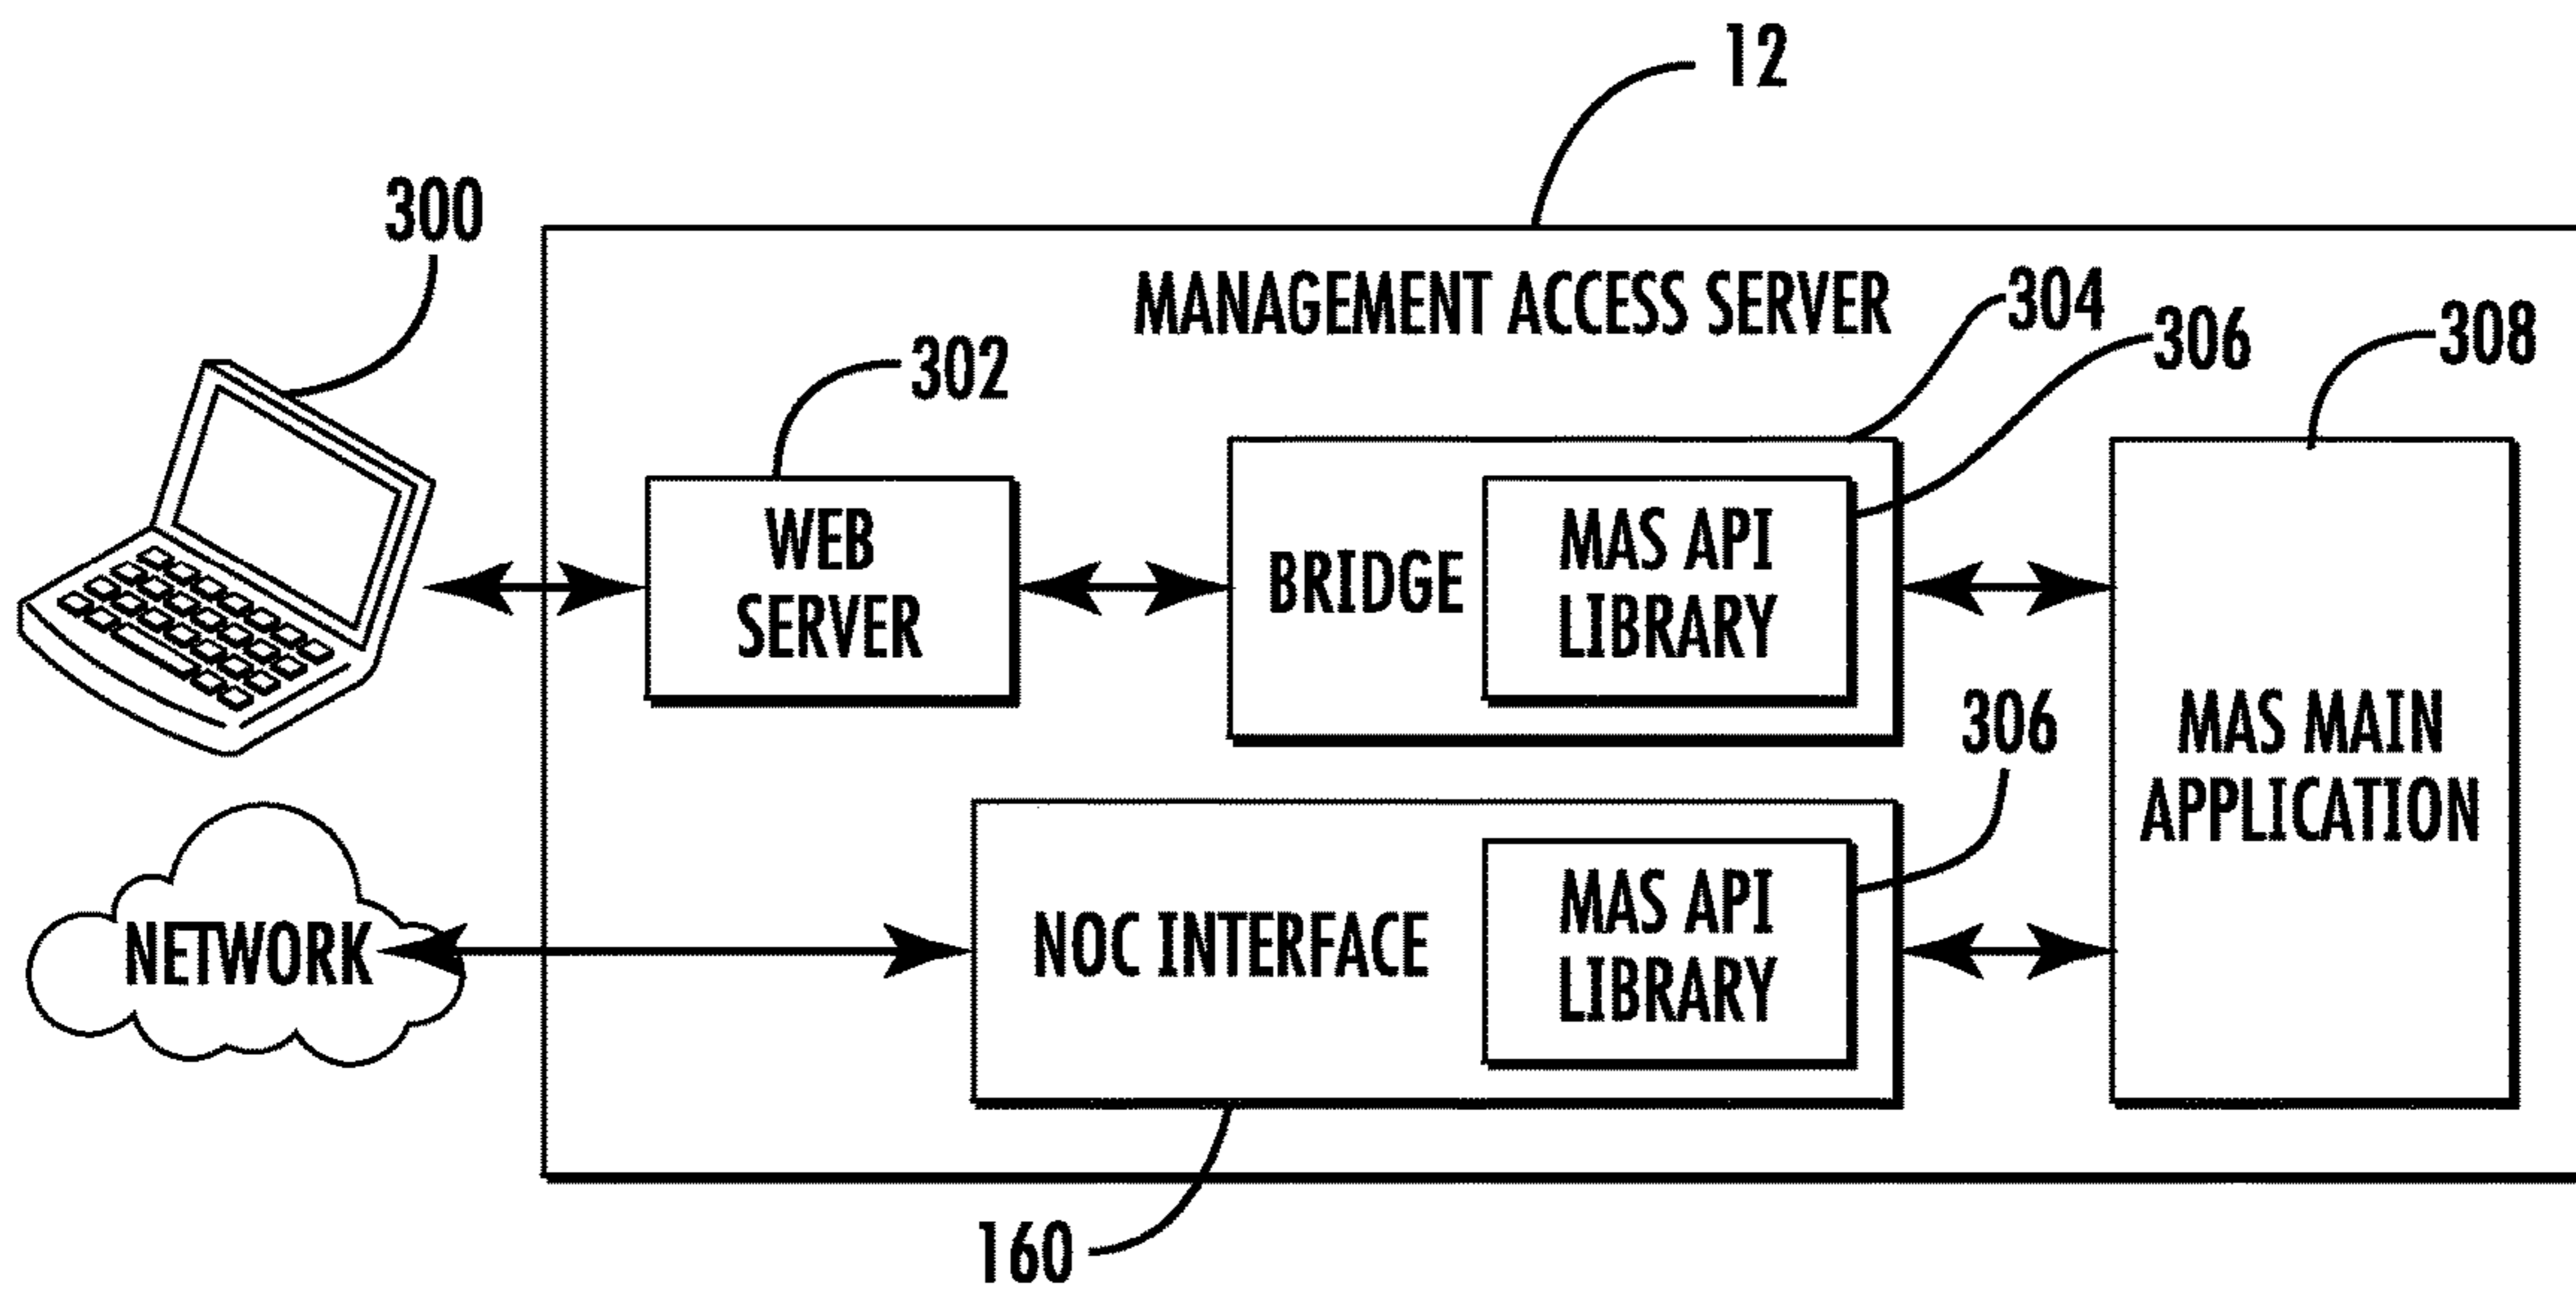 12
300
MANAGEMENT ACCESS SERVER
304
306
308
302
WEB
SERVER
BRIDGE
MAS API
LIBRARY
306
MAS MAIN
APPLICATION
NETWORK
NOC INTERFACE
MAS API
LIBRARY
160